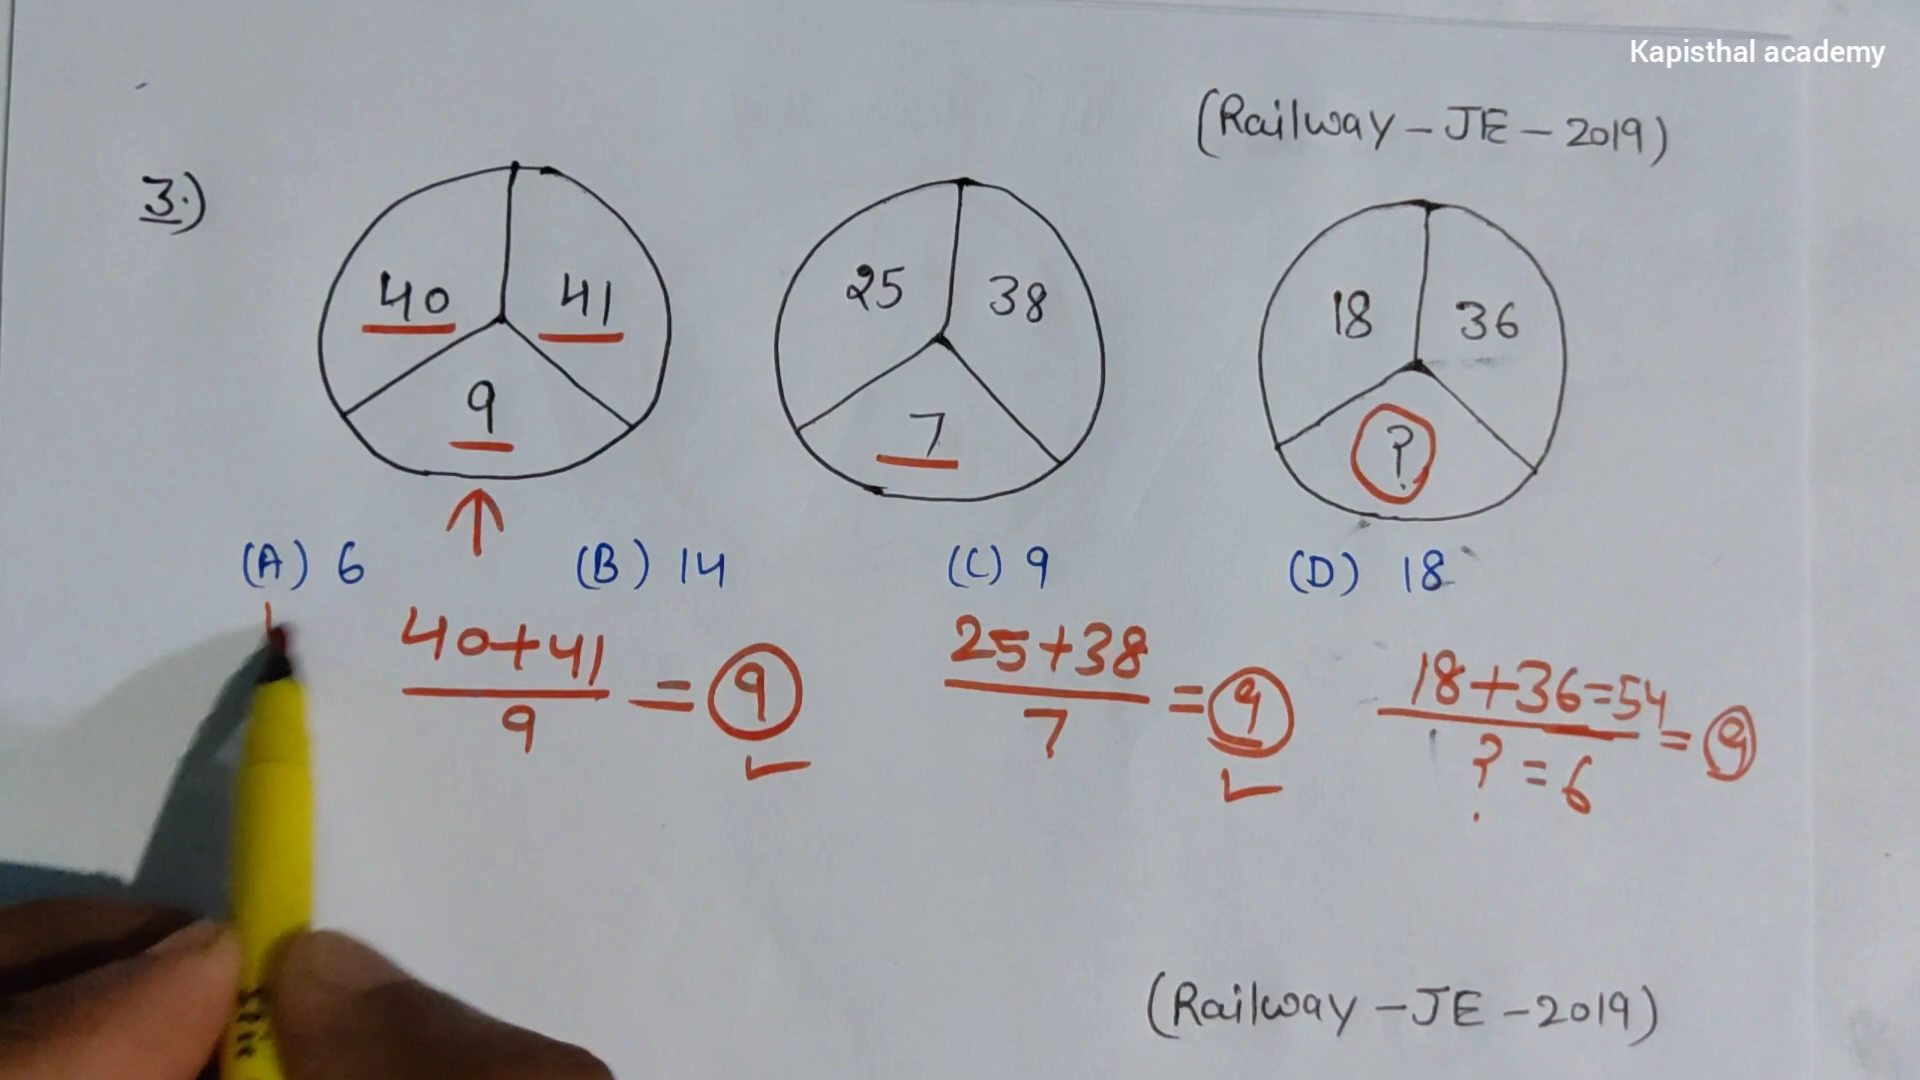 Kapisthal academy
(Railway - JE - 2019)
3.)
40 41 9
25 38 7
18 36 ?
(A) 6 (B) 14 (C) 9 (D) 18
40+41
9
= 9
25+38
7
= 9
18+36=54
? = 6
= 9
(Railway - JE - 2019)